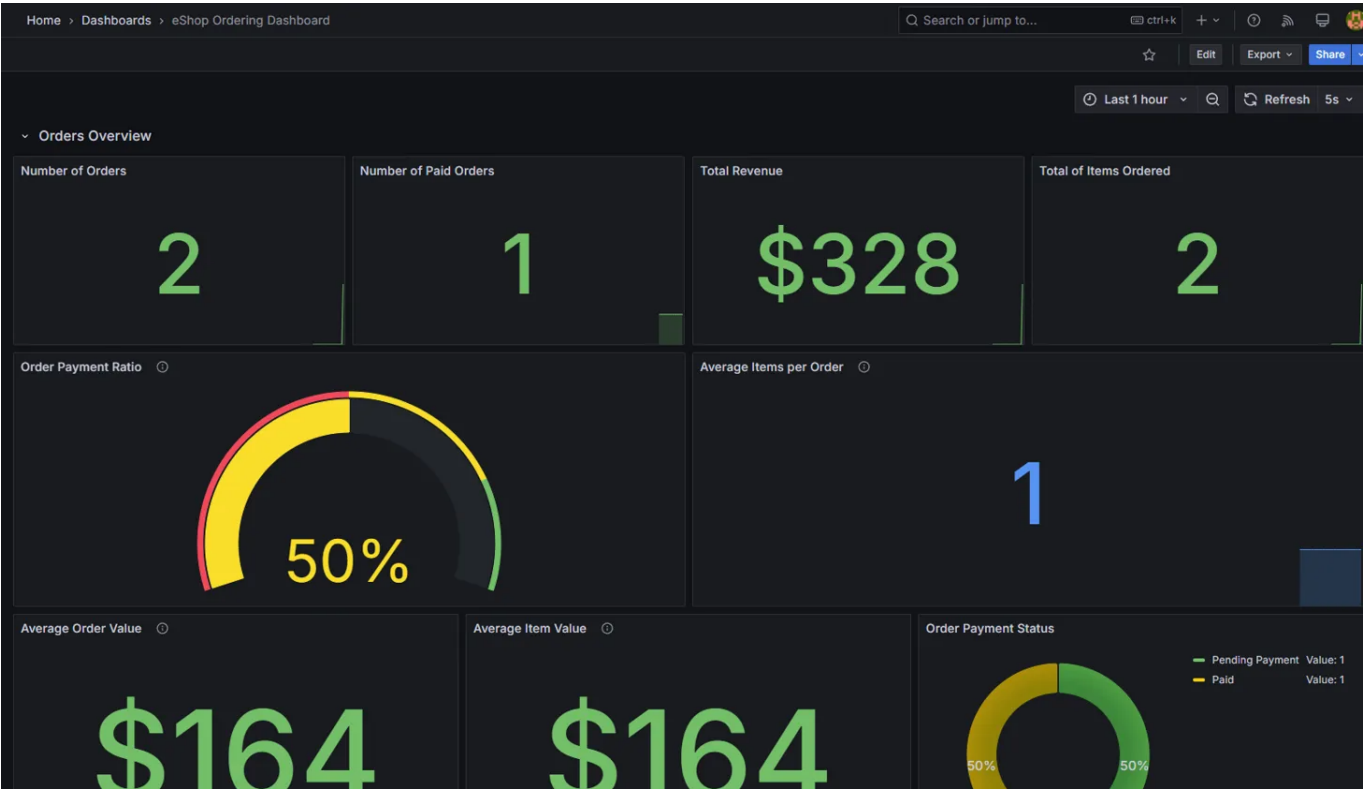 Home › Dashboards › eShop Ordering Dashboard
Search or jump to... ctrl+k
Edit Export Share
Last 1 hour Refresh 5s
Orders Overview
Number of Orders
2
Number of Paid Orders
1
Total Revenue
$328
Total of Items Ordered
2
Order Payment Ratio
50%
Average Items per Order
1
Average Order Value
$164
Average Item Value
$164
Order Payment Status
Pending Payment Value: 1
Paid Value: 1
50% 50%